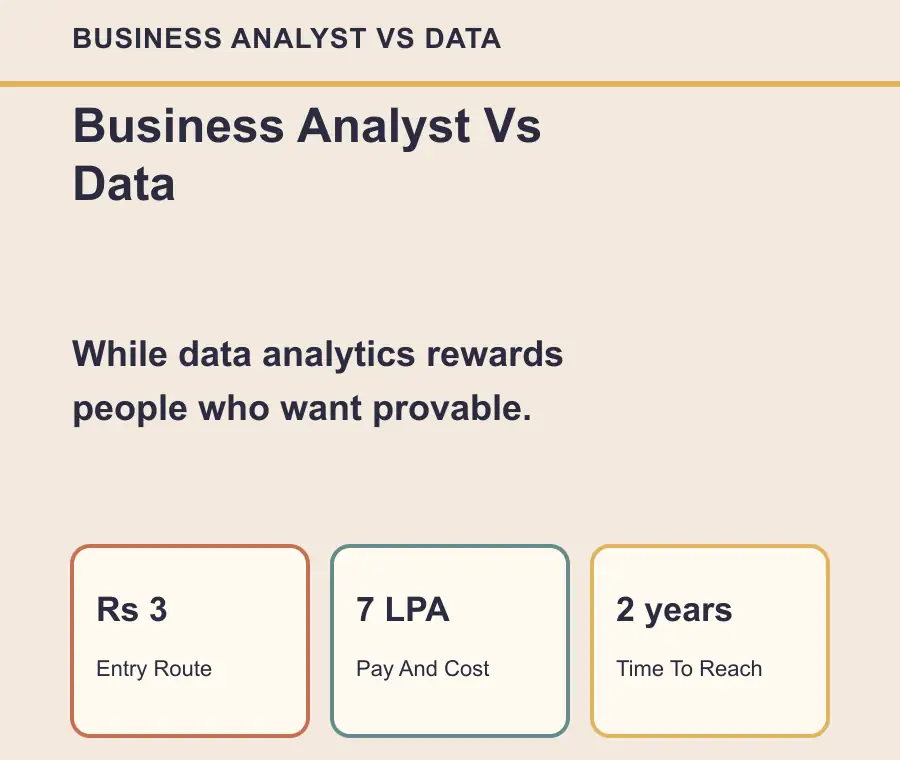 BUSINESS ANALYST VS DATA
Business Analyst Vs
Data
While data analytics rewards
people who want provable.
Rs 3
Entry Route
7 LPA
Pay And Cost
2 years
Time To Reach